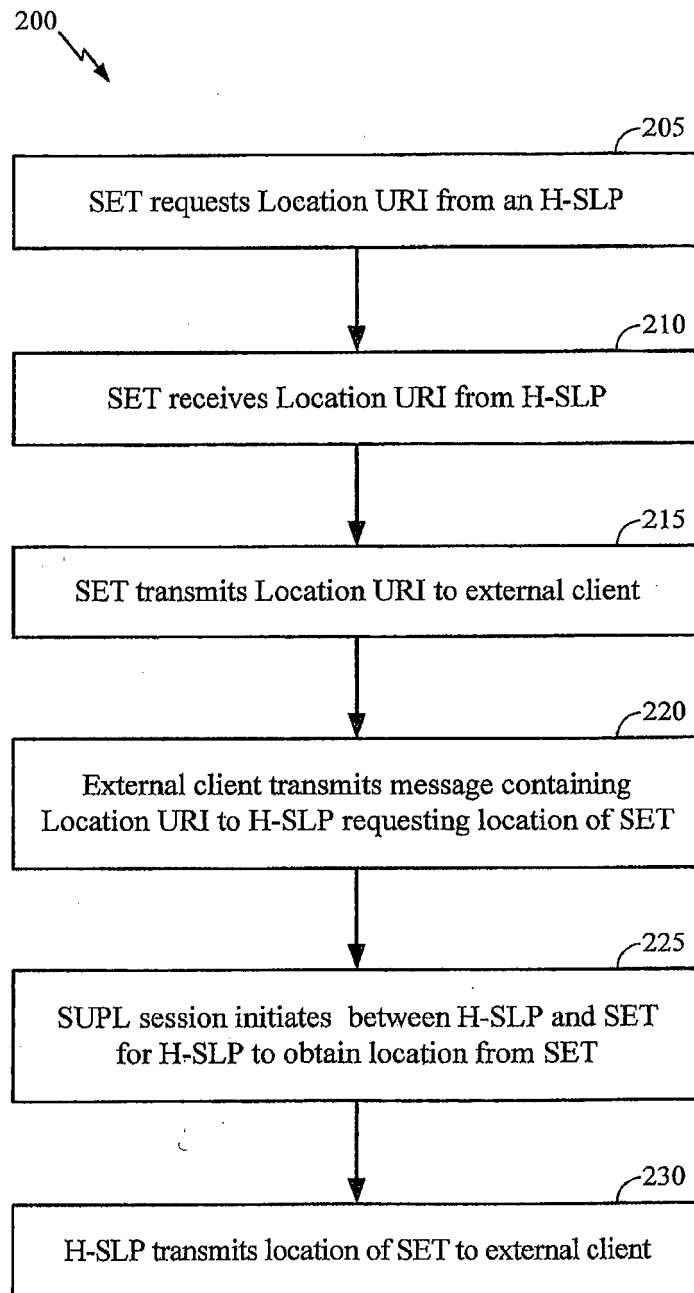 200
205
SET requests Location URI from an H-SLP
210
SET receives Location URI from H-SLP
215
SET transmits Location URI to external client
220
External client transmits message containing
Location URI to H-SLP requesting location of SET
225
SUPL session initiates between H-SLP and SET
for H-SLP to obtain location from SET
230
H-SLP transmits location of SET to external client